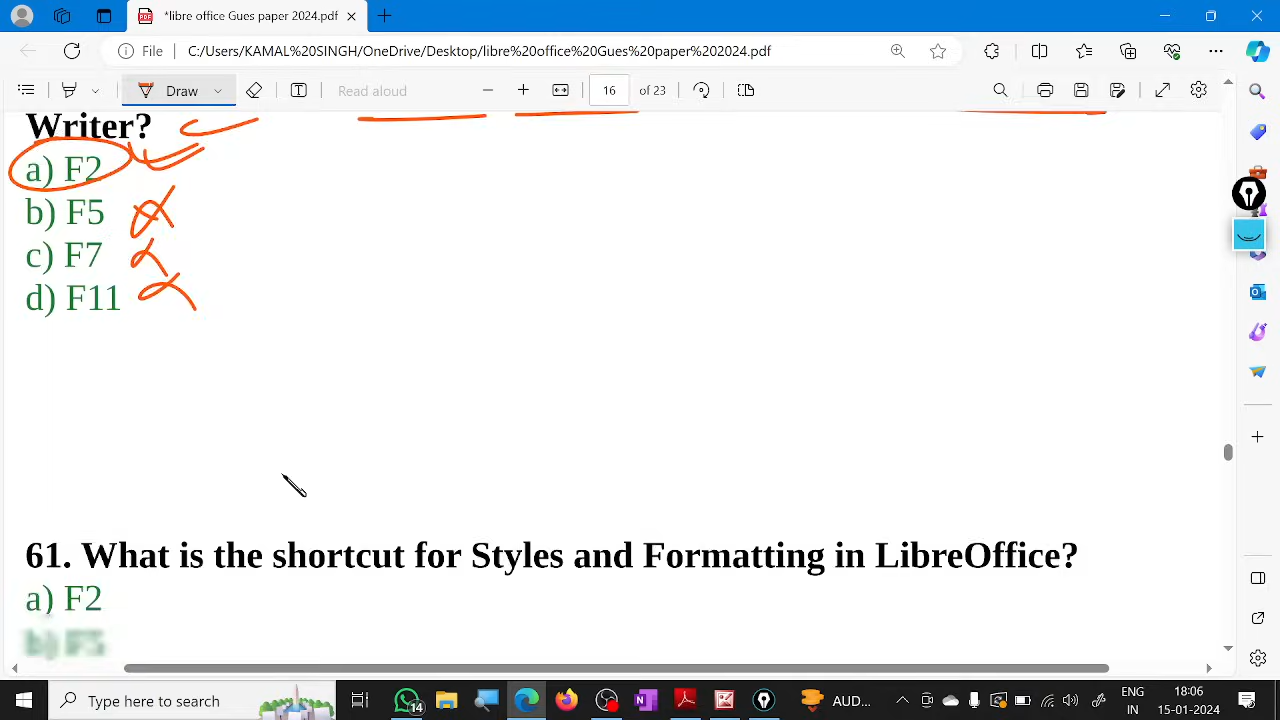 *libre office Gues paper 2024.pdf
File
C:/Users/KAMAL%20SINGH/OneDrive/Desktop/libre%20office%20Gues%20paper%202024.pdf
Draw
Read aloud
16
of 23
Writer?
a) F2
b) F5
c) F7
d) F11
61. What is the shortcut for Styles and Formatting in LibreOffice?
a) F2
b) F5
Type here to search
14
AUD...
ENG
IN
18:06
15-01-2024